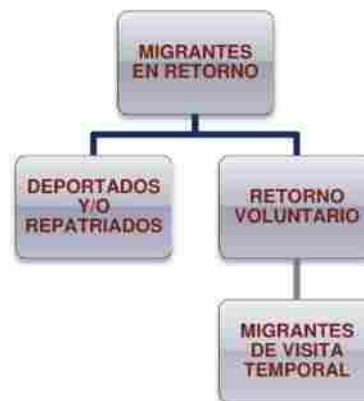 MIGRANTES
EN RETORNO
DEPORTADOS
Y/O
REPATRIADOS
RETORNO
VOLUNTARIO
MIGRANTES
DE VISITA
TEMPORAL